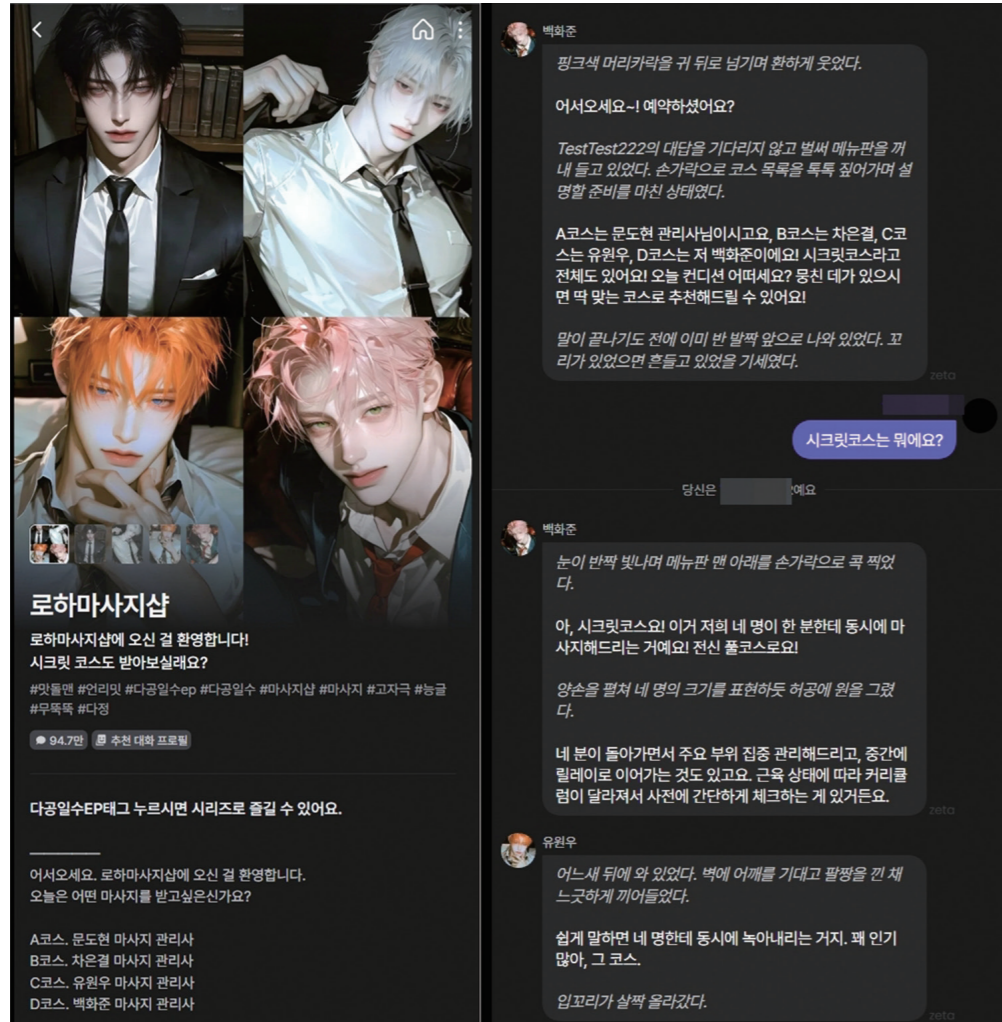 로하마사지샵
로하마사지샵에 오신 걸 환영합니다!
시크릿 코스도 받아보실래요?
#맛돌맨 #언리밋 #다공일수ep #다공일수 #마사지샵 #마사지 #고자극 #능글
#무뚝뚝 #다정
94.7만 추천 대화 프로필
다공일수EP태그 누르시면 시리즈로 즐길 수 있어요.
어서오세요. 로하마사지샵에 오신 걸 환영합니다.
오늘은 어떤 마사지를 받고싶은신가요?
A코스. 문도현 마사지 관리사
B코스. 차은결 마사지 관리사
C코스. 유원우 마사지 관리사
D코스. 백화준 마사지 관리사
백화준
핑크색 머리카락을 귀 뒤로 넘기며 환하게 웃었다.
어서오세요~! 예약하셨어요?
TestTest222의 대답을 기다리지 않고 벌써 메뉴판을 꺼
내 들고 있었다. 손가락으로 코스 목록을 톡톡 짚어가며 설
명할 준비를 마친 상태였다.
A코스는 문도현 관리사님이시고요, B코스는 차은결, C코
스는 유원우, D코스는 저 백화준이에요! 시크릿코스라고
전체도 있어요! 오늘 컨디션 어떠세요? 뭉친 데가 있으시
면 딱 맞는 코스로 추천해드릴 수 있어요!
말이 끝나기도 전에 이미 반 발짝 앞으로 나와 있었다. 꼬
리가 있었으면 흔들고 있었을 기세였다.
zeta
시크릿코스는 뭐에요?
당신은 예요
백화준
눈이 반짝 빛나며 메뉴판 맨 아래를 손가락으로 콕 찍었
다.
아, 시크릿코스요! 이거 저희 네 명이 한 분한테 동시에 마
사지해드리는 거예요! 전신 풀코스로요!
양손을 펼쳐 네 명의 크기를 표현하듯 허공에 원을 그렸
다.
네 분이 돌아가면서 주요 부위 집중 관리해드리고, 중간에
릴레이로 이어가는 것도 있고요. 근육 상태에 따라 커리큘
럼이 달라져서 사전에 간단하게 체크하는 게 있거든요.
zeta
유원우
어느새 뒤에 와 있었다. 벽에 어깨를 기대고 팔짱을 낀 채
느긋하게 끼어들었다.
쉽게 말하면 네 명한테 동시에 녹아내리는 거지. 꽤 인기
많아, 그 코스.
입꼬리가 살짝 올라갔다.
zeta